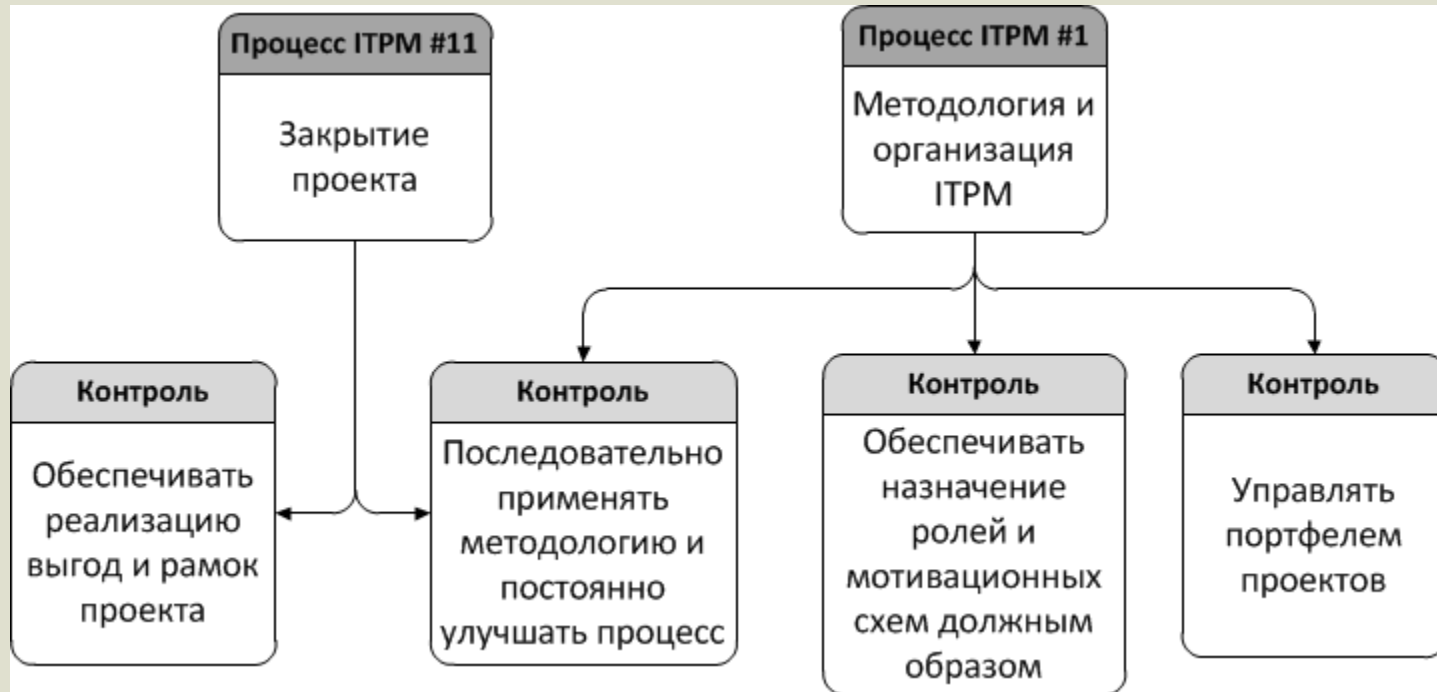 Процесс ITPM #11
Закрытие
проекта
Процесс ITPM #1
Методология и
организация
ITPM
Контроль
Обеспечивать
реализацию
выгод и рамок
проекта
Контроль
Последовательно
применять
методологию и
постоянно
улучшать процесс
Контроль
Обеспечивать
назначение
ролей и
мотивационных
схем должным
образом
Контроль
Управлять
портфелем
проектов